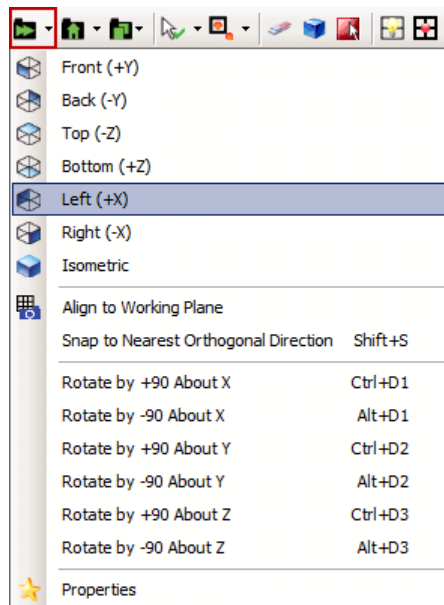 Front (+Y)
Back (-Y)
Top (-Z)
Bottom (+Z)
Left (+X)
Right (-X)
Isometric
Align to Working Plane
Snap to Nearest Orthogonal Direction Shift+S
Rotate by +90 About X Ctrl+D1
Rotate by -90 About X Alt+D1
Rotate by +90 About Y Ctrl+D2
Rotate by -90 About Y Alt+D2
Rotate by +90 About Z Ctrl+D3
Rotate by -90 About Z Alt+D3
Properties